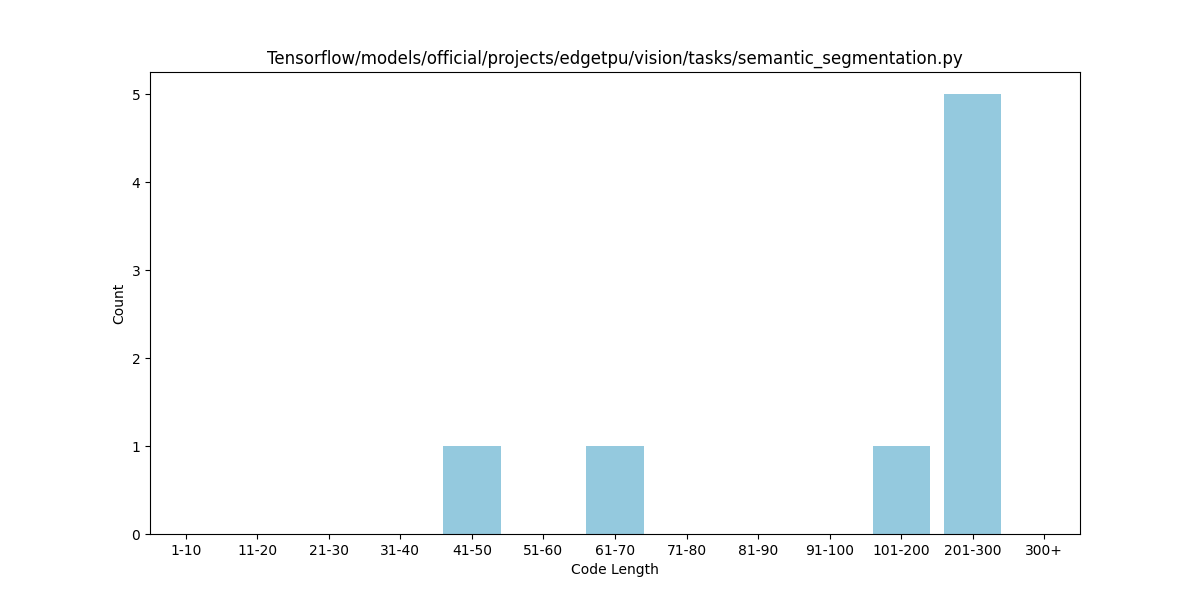 Tensorflow/models/official/projects/edgetpu/vision/tasks/semantic_segmentation.py
5
4
3
2
1
0
Count
1-10 11-20 21-30 31-40 41-50 51-60 61-70 71-80 81-90 91-100 101-200 201-300 300+
Code Length